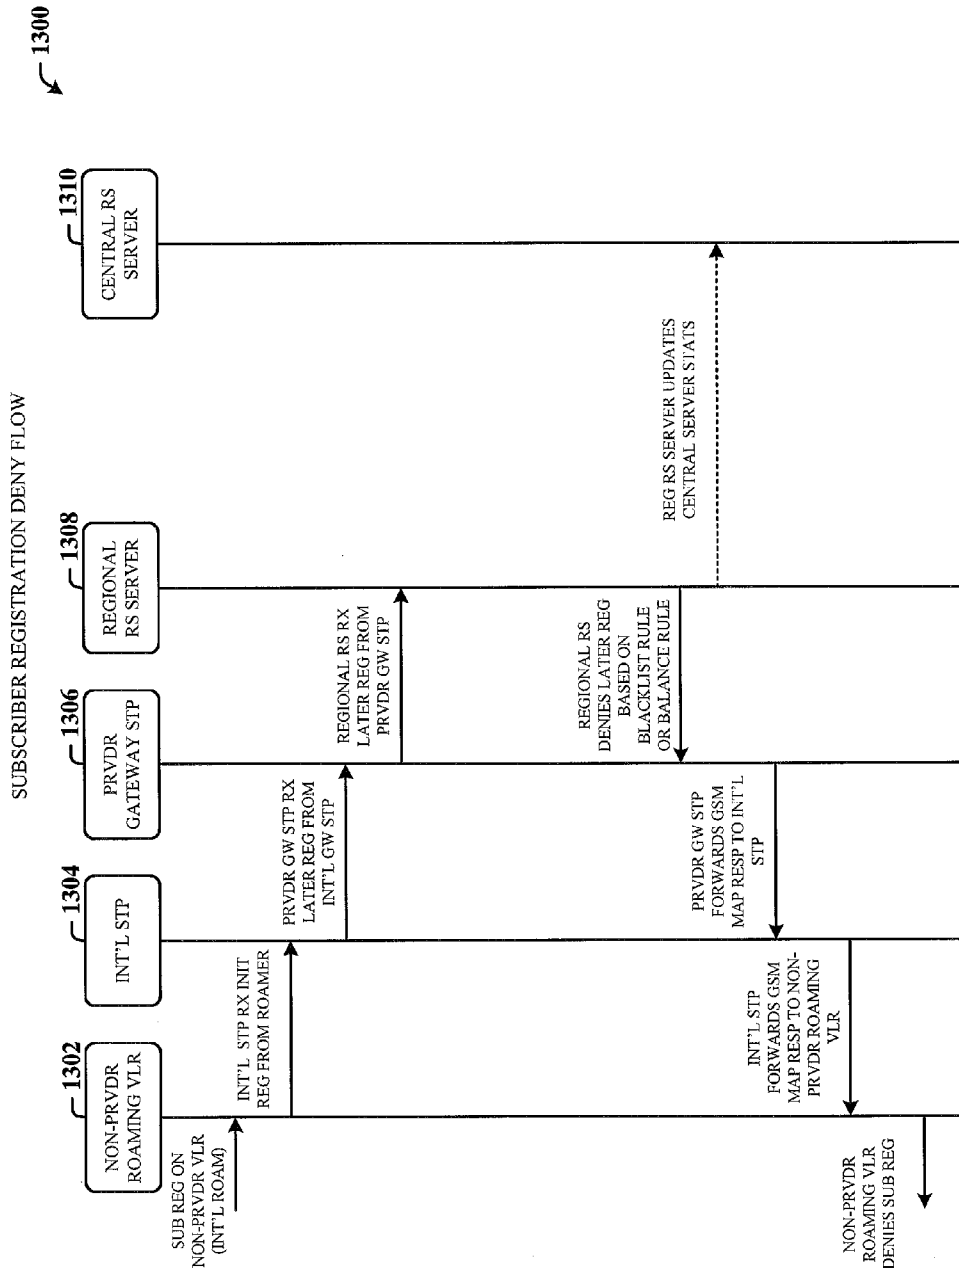 SUBSCRIBER REGISTRATION DENY FLOW
1300
1302
NON-PRVDR
ROAMING VLR
1304
INT'L STP
1306
PRVDR
GATEWAY STP
1308
REGIONAL
RS SERVER
1310
CENTRAL RS
SERVER
SUB REG ON
NON-PRVDR VLR
(INT'L ROAM)
INT'L STP RX INIT
REG FROM ROAMER
PRVDR GW STP RX
LATER REG FROM
INT'L GW STP
REGIONAL RS RX
LATER REG FROM
PRVDR GW STP
REGIONAL RS
DENIES LATER REG
BASED ON
BLACKLIST RULE
OR BALANCE RULE
REG RS SERVER UPDATES
CENTRAL SERVER STATS
PRVDR GW STP
FORWARDS GSM
MAP RESP TO INT'L
STP
INT'L STP
FORWARDS GSM
MAP RESP TO NON-
PRVDR ROAMING
VLR
NON-PRVDR
ROAMING VLR
DENIES SUB REG